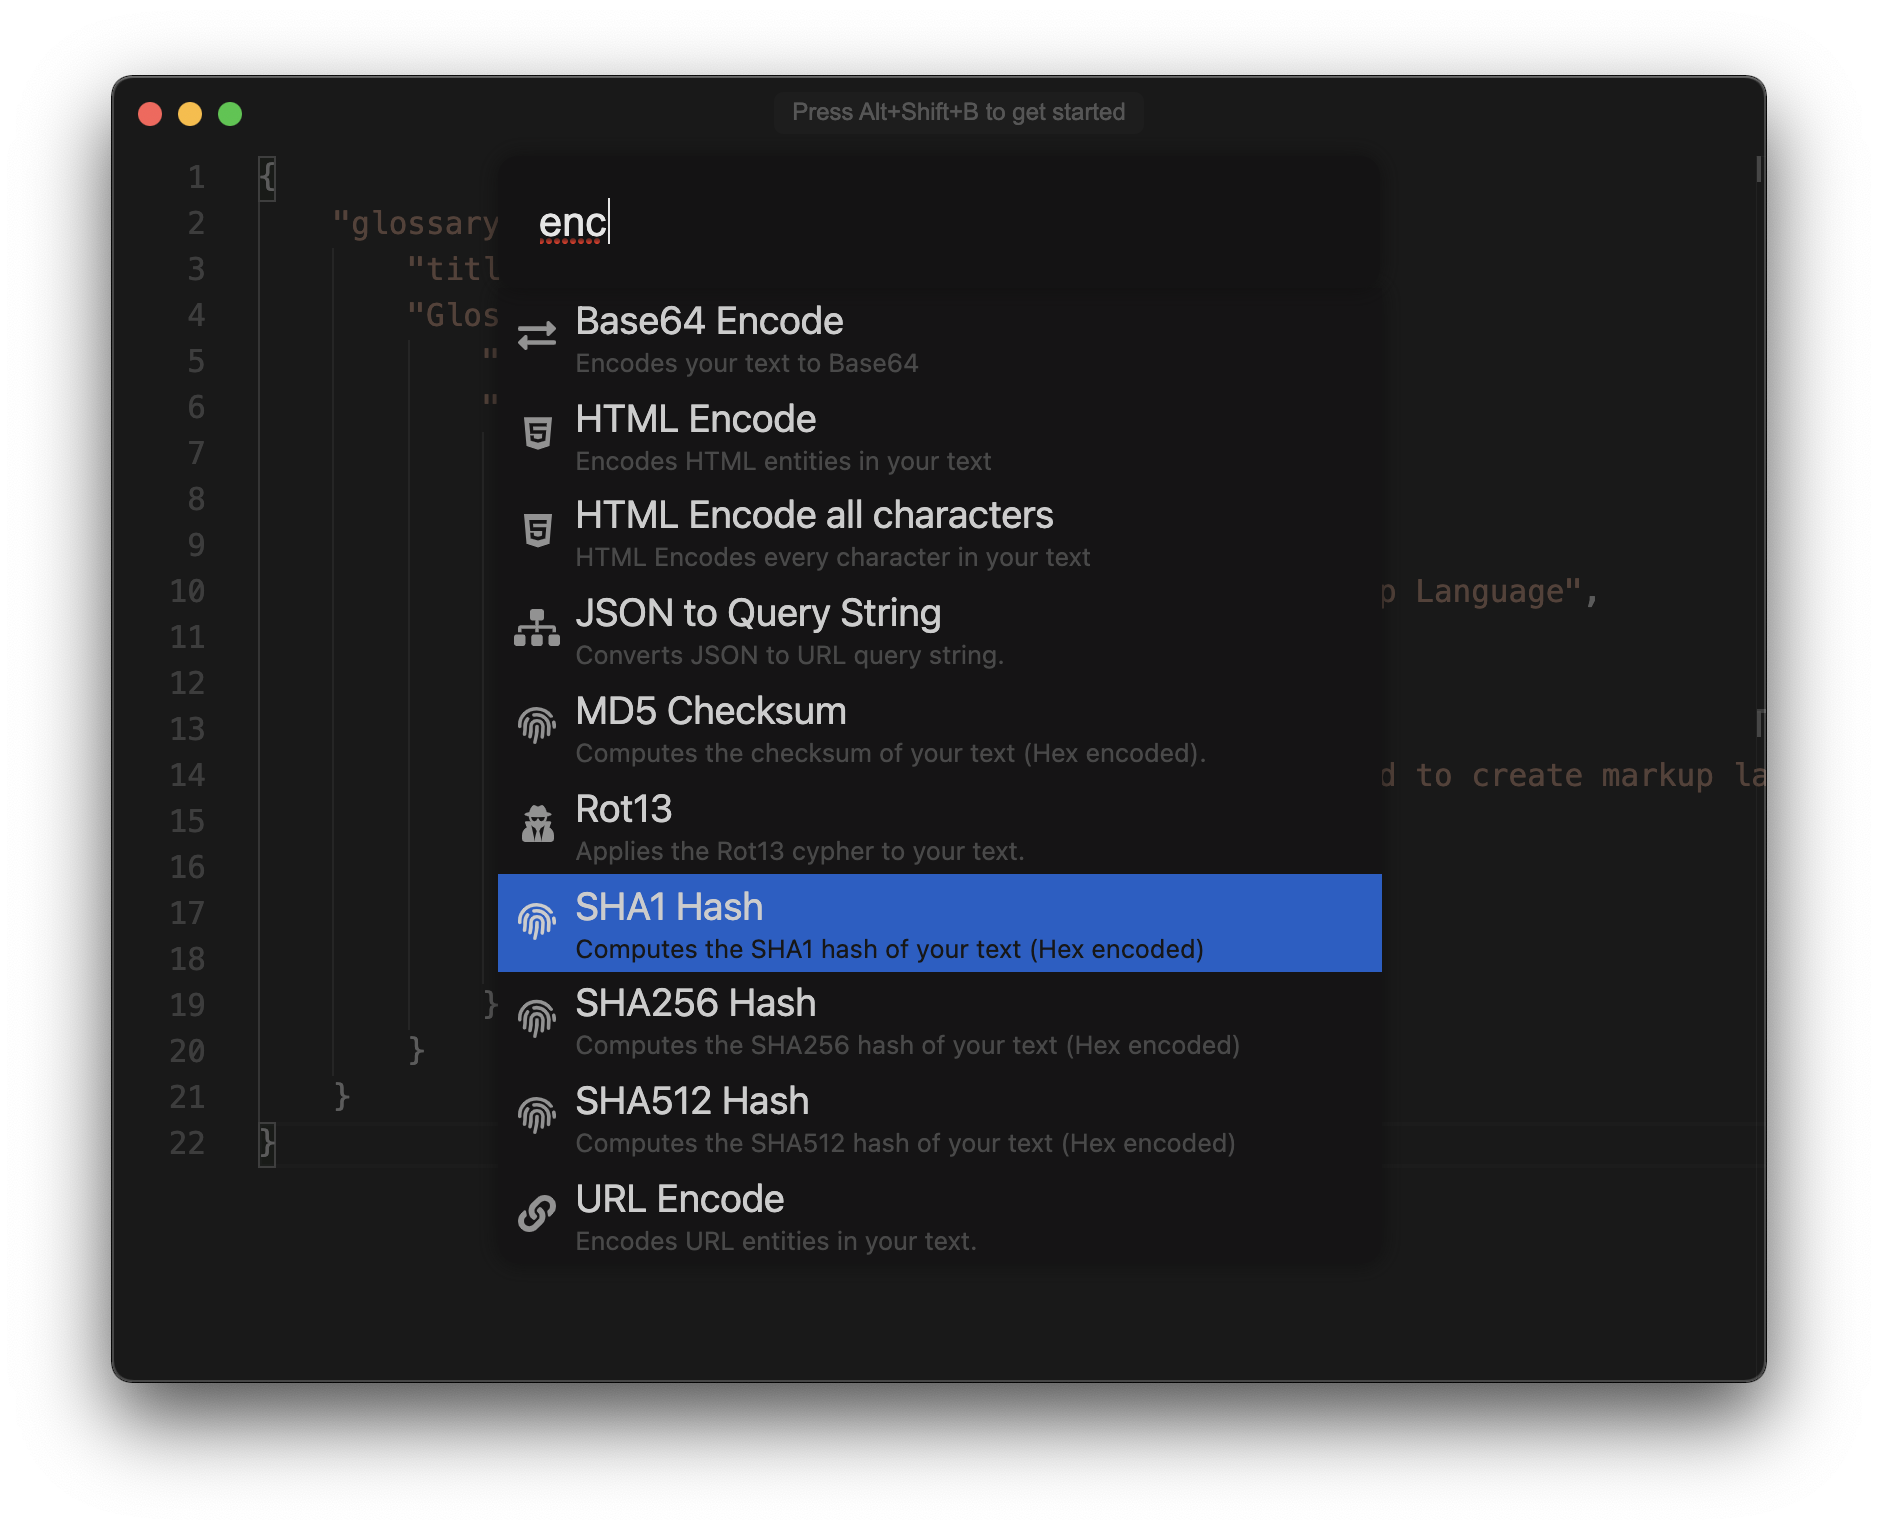 Press Alt+Shift+B to get started
enc
Base64 Encode
Encodes your text to Base64
HTML Encode
Encodes HTML entities in your text
HTML Encode all characters
HTML Encodes every character in your text
JSON to Query String
Converts JSON to URL query string.
MD5 Checksum
Computes the checksum of your text (Hex encoded).
Rot13
Applies the Rot13 cypher to your text.
SHA1 Hash
Computes the SHA1 hash of your text (Hex encoded)
SHA256 Hash
Computes the SHA256 hash of your text (Hex encoded)
SHA512 Hash
Computes the SHA512 hash of your text (Hex encoded)
URL Encode
Encodes URL entities in your text.
1 {
2 "glossary
3 "titl
4 "Glos
5 "
6 "
7
8
9
10 p Language",
11
12
13
14 d to create markup la
15
16
17
18
19 }
20 }
21 }
22 }